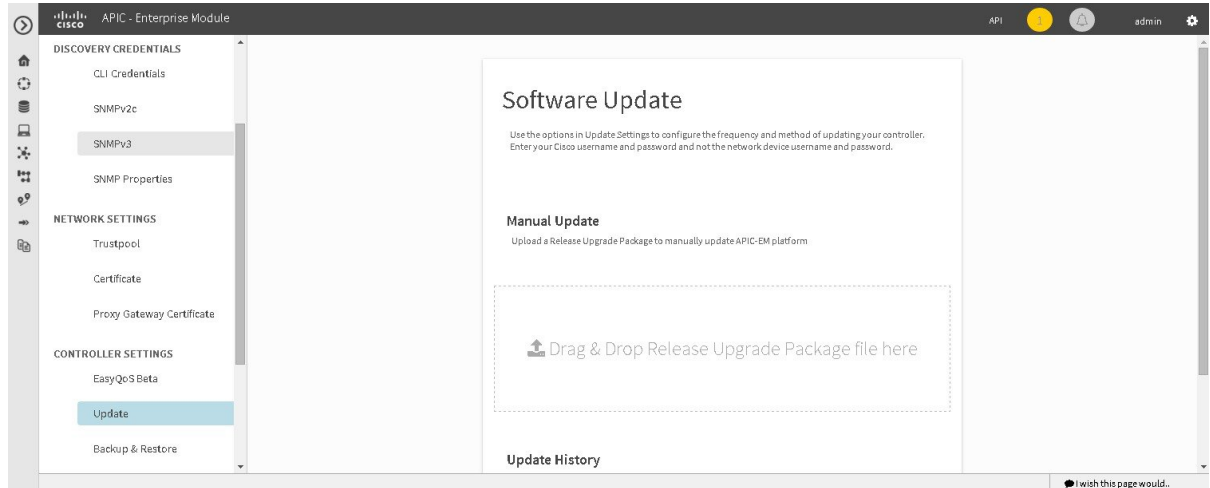 CISCO APIC - Enterprise Module API 1 admin
DISCOVERY CREDENTIALS
CLI Credentials
SNMPv2c
SNMPv3
SNMP Properties
NETWORK SETTINGS
Trustpool
Certificate
Proxy Gateway Certificate
CONTROLLER SETTINGS
EasyQoS Beta
Update
Backup & Restore
Software Update
Use the options in Update Settings to configure the frequency and method of updating your controller.
Enter your Cisco username and password and not the network device username and password.
Manual Update
Upload a Release Upgrade Package to manually update APIC-EM platform
Drag & Drop Release Upgrade Package file here
Update History
I wish this page would..